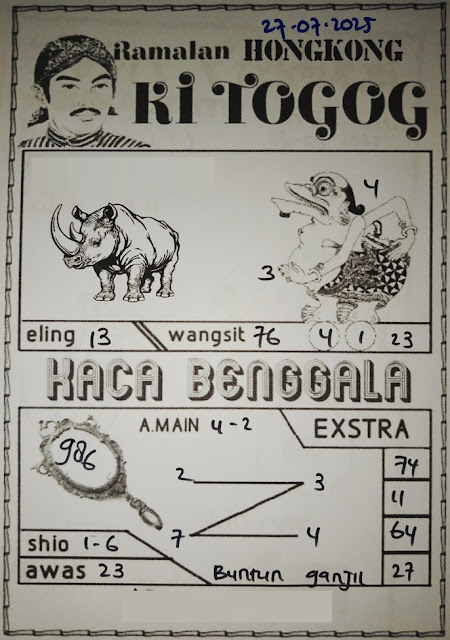 27-07-2025
Ramalan HONGKONG
KI TOGOG
4
3
eling 13
wangsit 76
4 1 23
KACA BENGGALA
A.MAIN 4-2
EXSTRA
986
2 3
7 4
74
11
64
27
shio 1-6
awas 23
Buntun ganjil